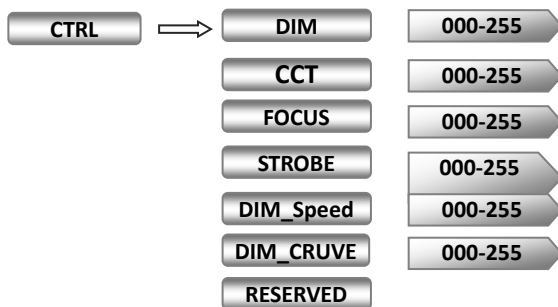 CTRL DIM 000-255
CCT 000-255
FOCUS 000-255
STROBE 000-255
DIM_Speed 000-255
DIM_CRUVE 000-255
RESERVED